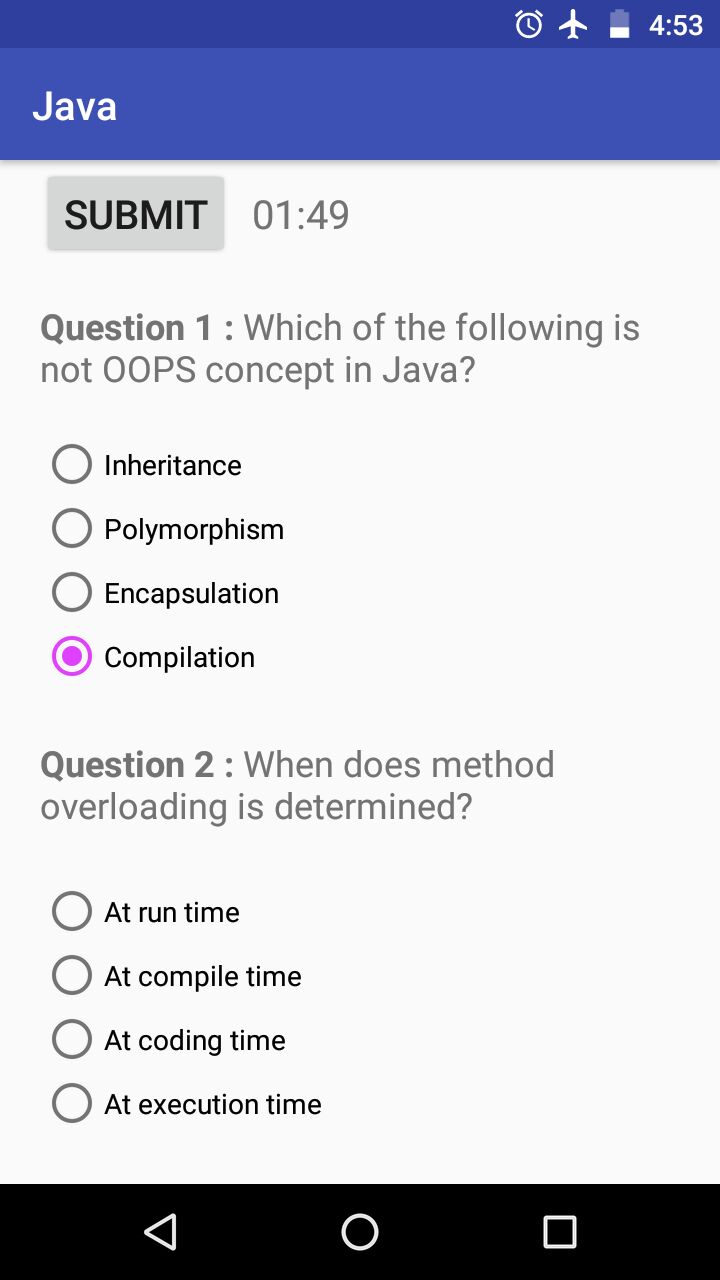 4:53
Java
SUBMIT 01:49
Question 1 : Which of the following is
not OOPS concept in Java?
Inheritance
Polymorphism
Encapsulation
Compilation
Question 2 : When does method
overloading is determined?
At run time
At compile time
At coding time
At execution time